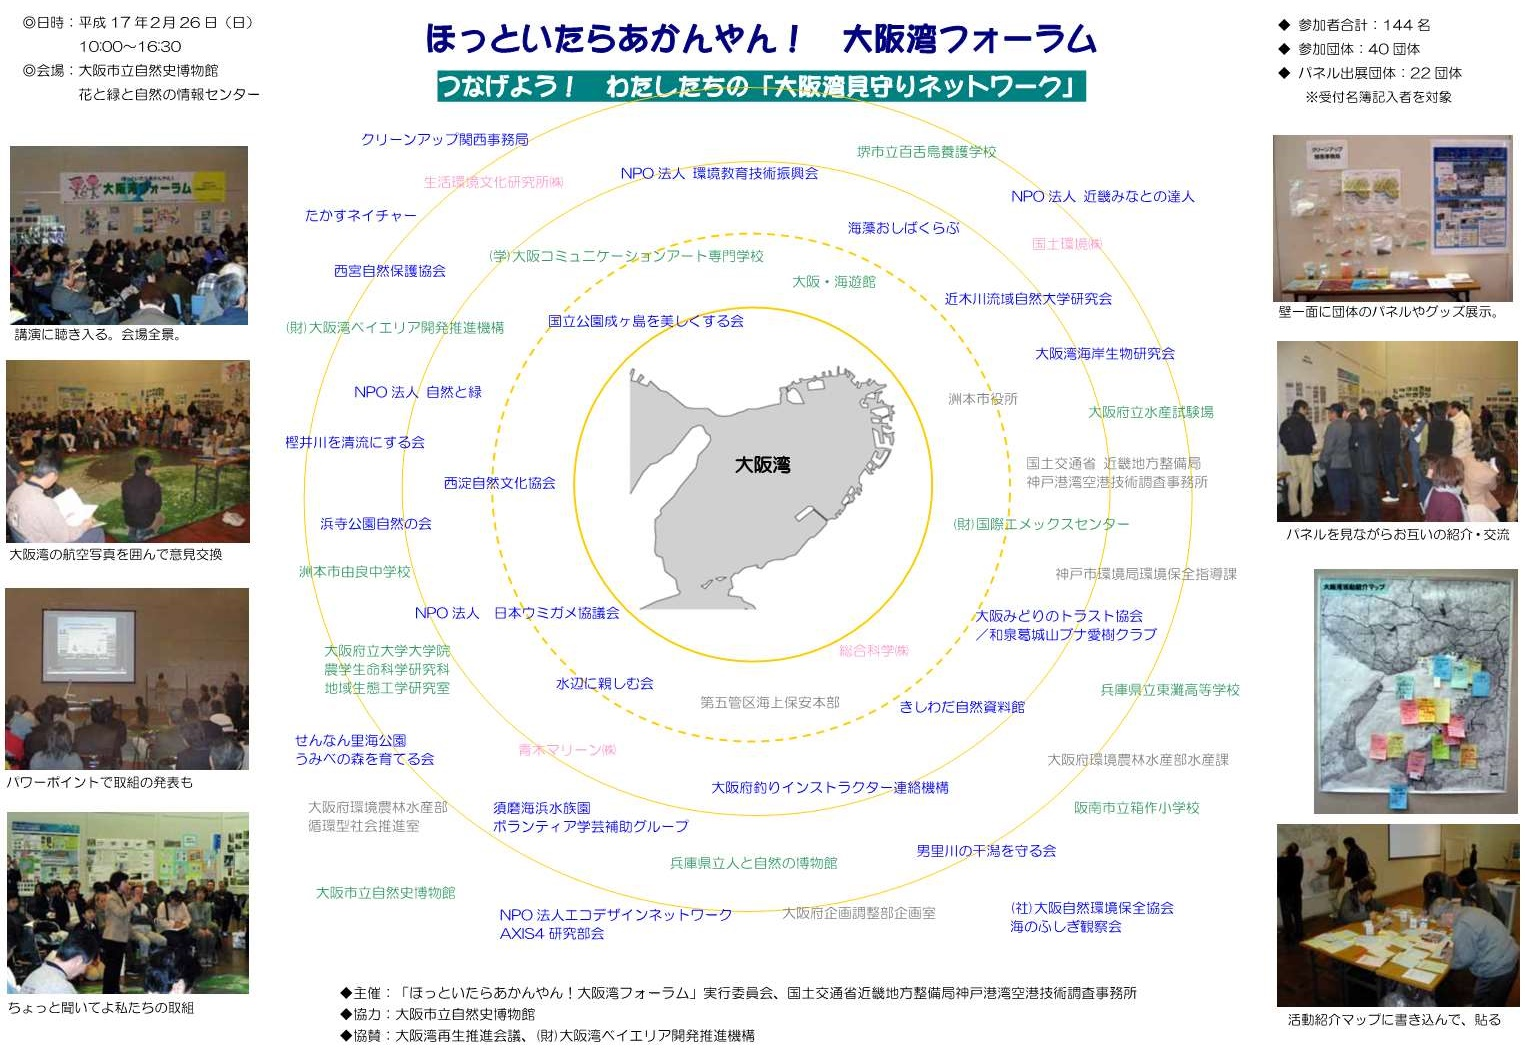 ◎日時：平成 17 年２月 26 日（日）
10:00～16:30
◎会場：大阪市立自然史博物館
花と緑と自然の情報センター
ほっといたらあかんやん！　大阪湾フォーラム
つなげよう！　わたしたちの「大阪湾見守りネットワーク」
◆ 参加者合計：144 名
◆ 参加団体：40 団体
◆ パネル出展団体：22 団体
※受付名簿記入者を対象
大阪湾フォーラム
講演に聴き入る。会場全景。
大阪湾の航空写真を囲んで意見交換
パワーポイントで取組の発表も
ちょっと聞いてよ私たちの取組
クリーンアップ関西事務局
堺市立百舌鳥養護学校
生活環境文化研究所㈱
NPO 法人 環境教育技術振興会
NPO 法人 近畿みなとの達人
たかすネイチャー
海藻おしばくらぶ
国土環境㈱
(学)大阪コミュニケーションアート専門学校
西宮自然保護協会
大阪・海遊館
近木川流域自然大学研究会
(財)大阪湾ベイエリア開発推進機構
国立公園成ヶ島を美しくする会
大阪湾海岸生物研究会
NPO 法人 自然と緑
洲本市役所
大阪府立水産試験場
樫井川を清流にする会
大阪湾
国土交通省 近畿地方整備局
神戸港湾空港技術調査事務所
西淀自然文化協会
浜寺公園自然の会
(財)国際エメックスセンター
洲本市由良中学校
神戸市環境局環境保全指導課
NPO 法人　日本ウミガメ協議会
大阪みどりのトラスト協会
／和泉葛城山ブナ愛樹クラブ
大阪府立大学大学院
農学生命科学研究科
地域生態工学研究室
総合科学㈱
水辺に親しむ会
第五管区海上保安本部
きしわだ自然資料館
兵庫県立東灘高等学校
せんなん里海公園
うみべの森を育てる会
青木マリーン㈱
大阪府環境農林水産部水産課
大阪府釣りインストラクター連絡機構
大阪府環境農林水産部
循環型社会推進室
須磨海浜水族園
ボランティア学芸補助グループ
阪南市立箱作小学校
男里川の干潟を守る会
兵庫県立人と自然の博物館
大阪市立自然史博物館
NPO 法人エコデザインネットワーク
AXIS4 研究部会
大阪府企画調整部企画室
(社)大阪自然環境保全協会
海のふしぎ観察会
クリーンアップ
関西事務局
壁一面に団体のパネルやグッズ展示。
パネルを見ながらお互いの紹介・交流
大阪湾活動紹介マップ
活動紹介マップに書き込んで、貼る
◆主催：「ほっといたらあかんやん！大阪湾フォーラム」実行委員会、国土交通省近畿地方整備局神戸港湾空港技術調査事務所
◆協力：大阪市立自然史博物館
◆協賛：大阪湾再生推進会議、(財)大阪湾ベイエリア開発推進機構